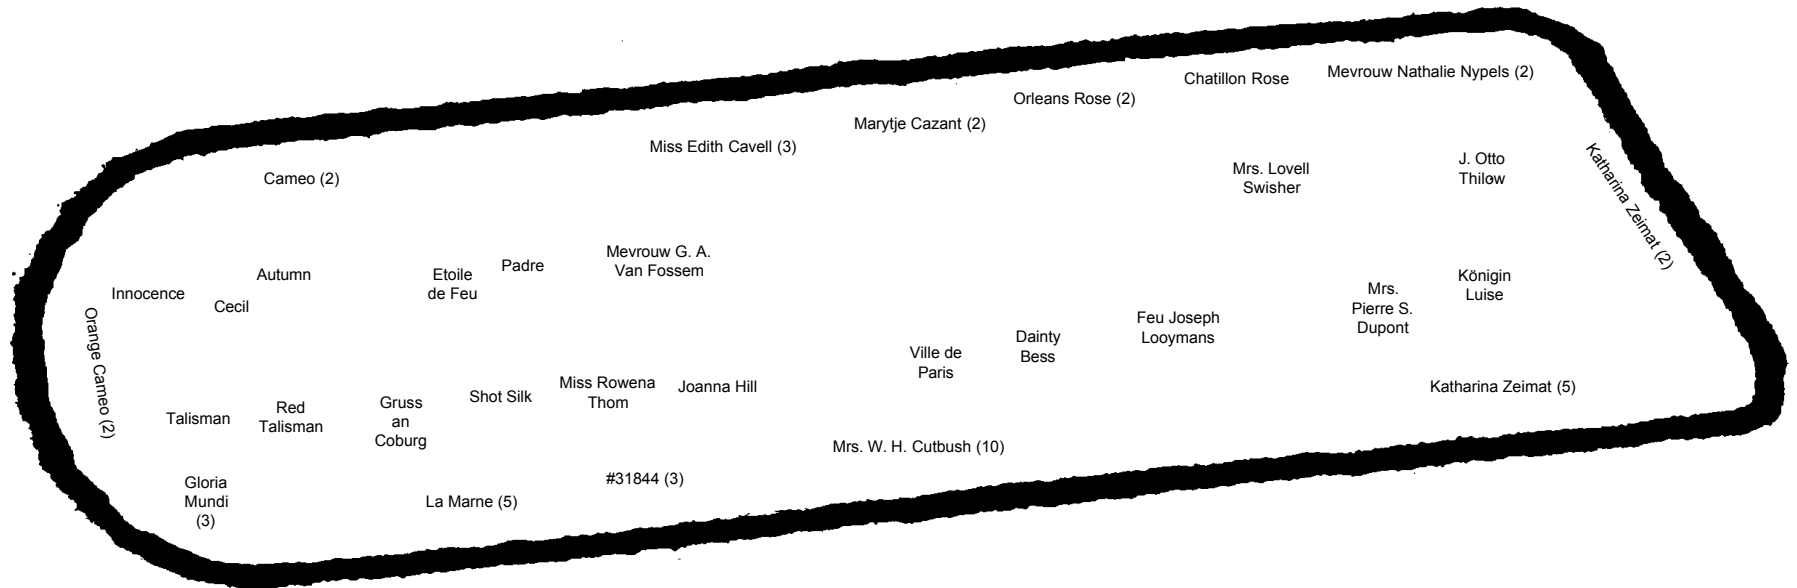 Mevrouw Nathalie Nypels (2)
Chatillon Rose
Orleans Rose (2)
Marytje Cazant (2)
Miss Edith Cavell (3)
Cameo (2)
Mrs. Lovell
Swisher
J. Otto
Thilow
Katharina Zeimat (2)
Mevrouw G. A.
Van Fossem
Padre
Etoile
de Feu
Autumn
Innocence
Cecil
Orange Cameo (2)
Königin
Luise
Mrs.
Pierre S.
Dupont
Feu Joseph
Looymans
Dainty
Bess
Ville de
Paris
Katharina Zeimat (5)
Joanna Hill
Miss Rowena
Thom
Shot Silk
Gruss
an
Coburg
Red
Talisman
Talisman
Mrs. W. H. Cutbush (10)
#31844 (3)
La Marne (5)
Gloria
Mundi
(3)